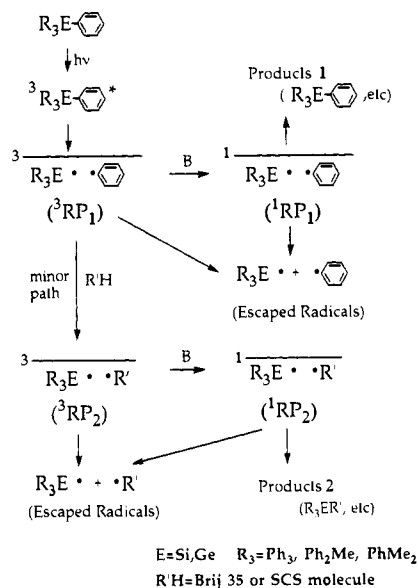 R₃E
hν
³R₃E *
Products 1
( R₃E ,etc)
3 B 1
R₃E • • R₃E • •
(³RP₁) (¹RP₁)
minor path R'H
R₃E • + •
(Escaped Radicals)
3 B 1
R₃E • • R' R₃E • • R'
(³RP₂) (¹RP₂)
R₃E • + •R' Products 2
(Escaped Radicals) (R₃ER', etc)
E=Si,Ge R₃=Ph₃, Ph₂Me, PhMe₂
R'H=Brij 35 or SCS molecule